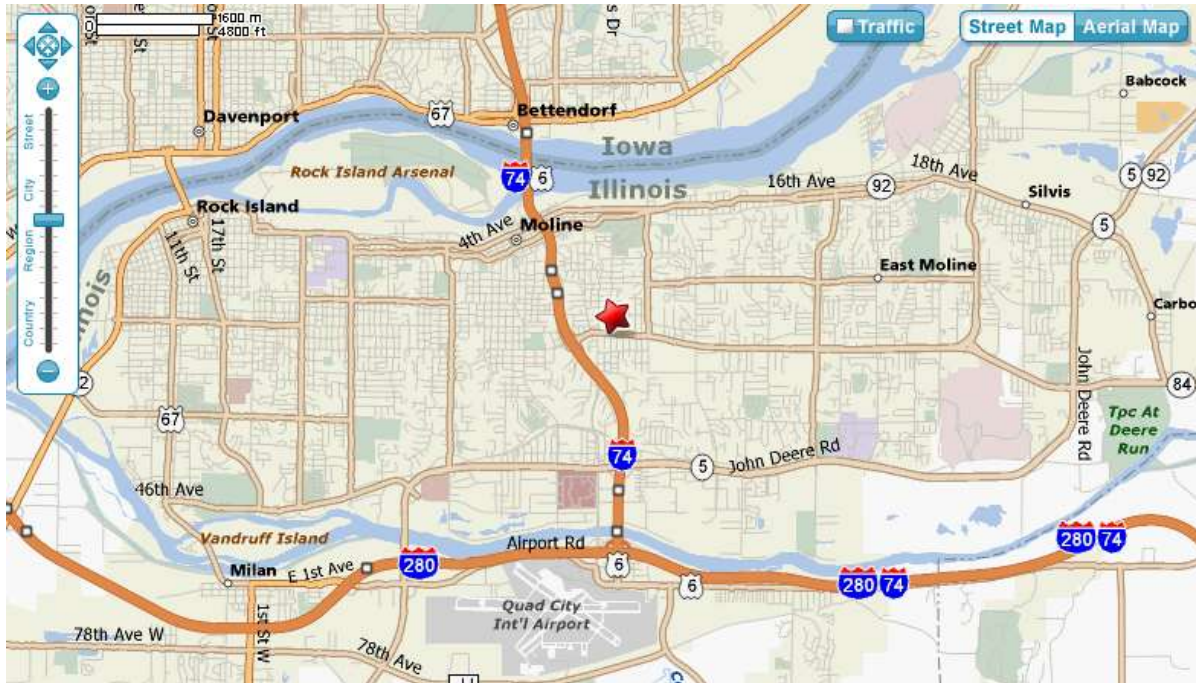 1600 m
4800 ft
Traffic
Street Map
Aerial Map
Street
City
Region
Country
Davenport
67
Bettendorf
Babcock
Iowa
Rock Island Arsenal
74
6
Illinois
16th Ave
92
18th Ave
5
92
Silvis
Rock Island
11th St
17th St
4th Ave
Moline
5
East Moline
John Deere Rd
84
67
Tpc At
Deere
Run
74
5
John Deere Rd
46th Ave
Vandruff Island
Airport Rd
280
74
Milan
E 1st Ave
280
6
6
280
74
Quad City
Int'l Airport
1st St W
78th Ave W
78th Ave